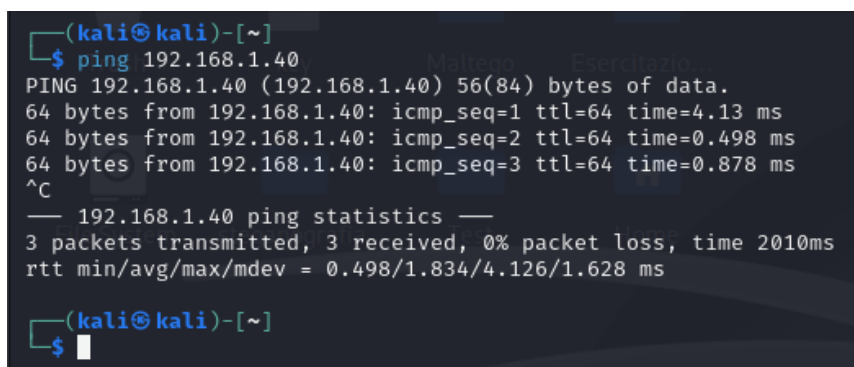 ┌──(kali㉿kali)-[~]
└─$ ping 192.168.1.40
Maltego Esercitazio...
PING 192.168.1.40 (192.168.1.40) 56(84) bytes of data.
64 bytes from 192.168.1.40: icmp_seq=1 ttl=64 time=4.13 ms
64 bytes from 192.168.1.40: icmp_seq=2 ttl=64 time=0.498 ms
64 bytes from 192.168.1.40: icmp_seq=3 ttl=64 time=0.878 ms
^C
— 192.168.1.40 ping statistics —
3 packets transmitted, 3 received, 0% packet loss, time 2010ms
rtt min/avg/max/mdev = 0.498/1.834/4.126/1.628 ms
┌──(kali㉿kali)-[~]
└─$